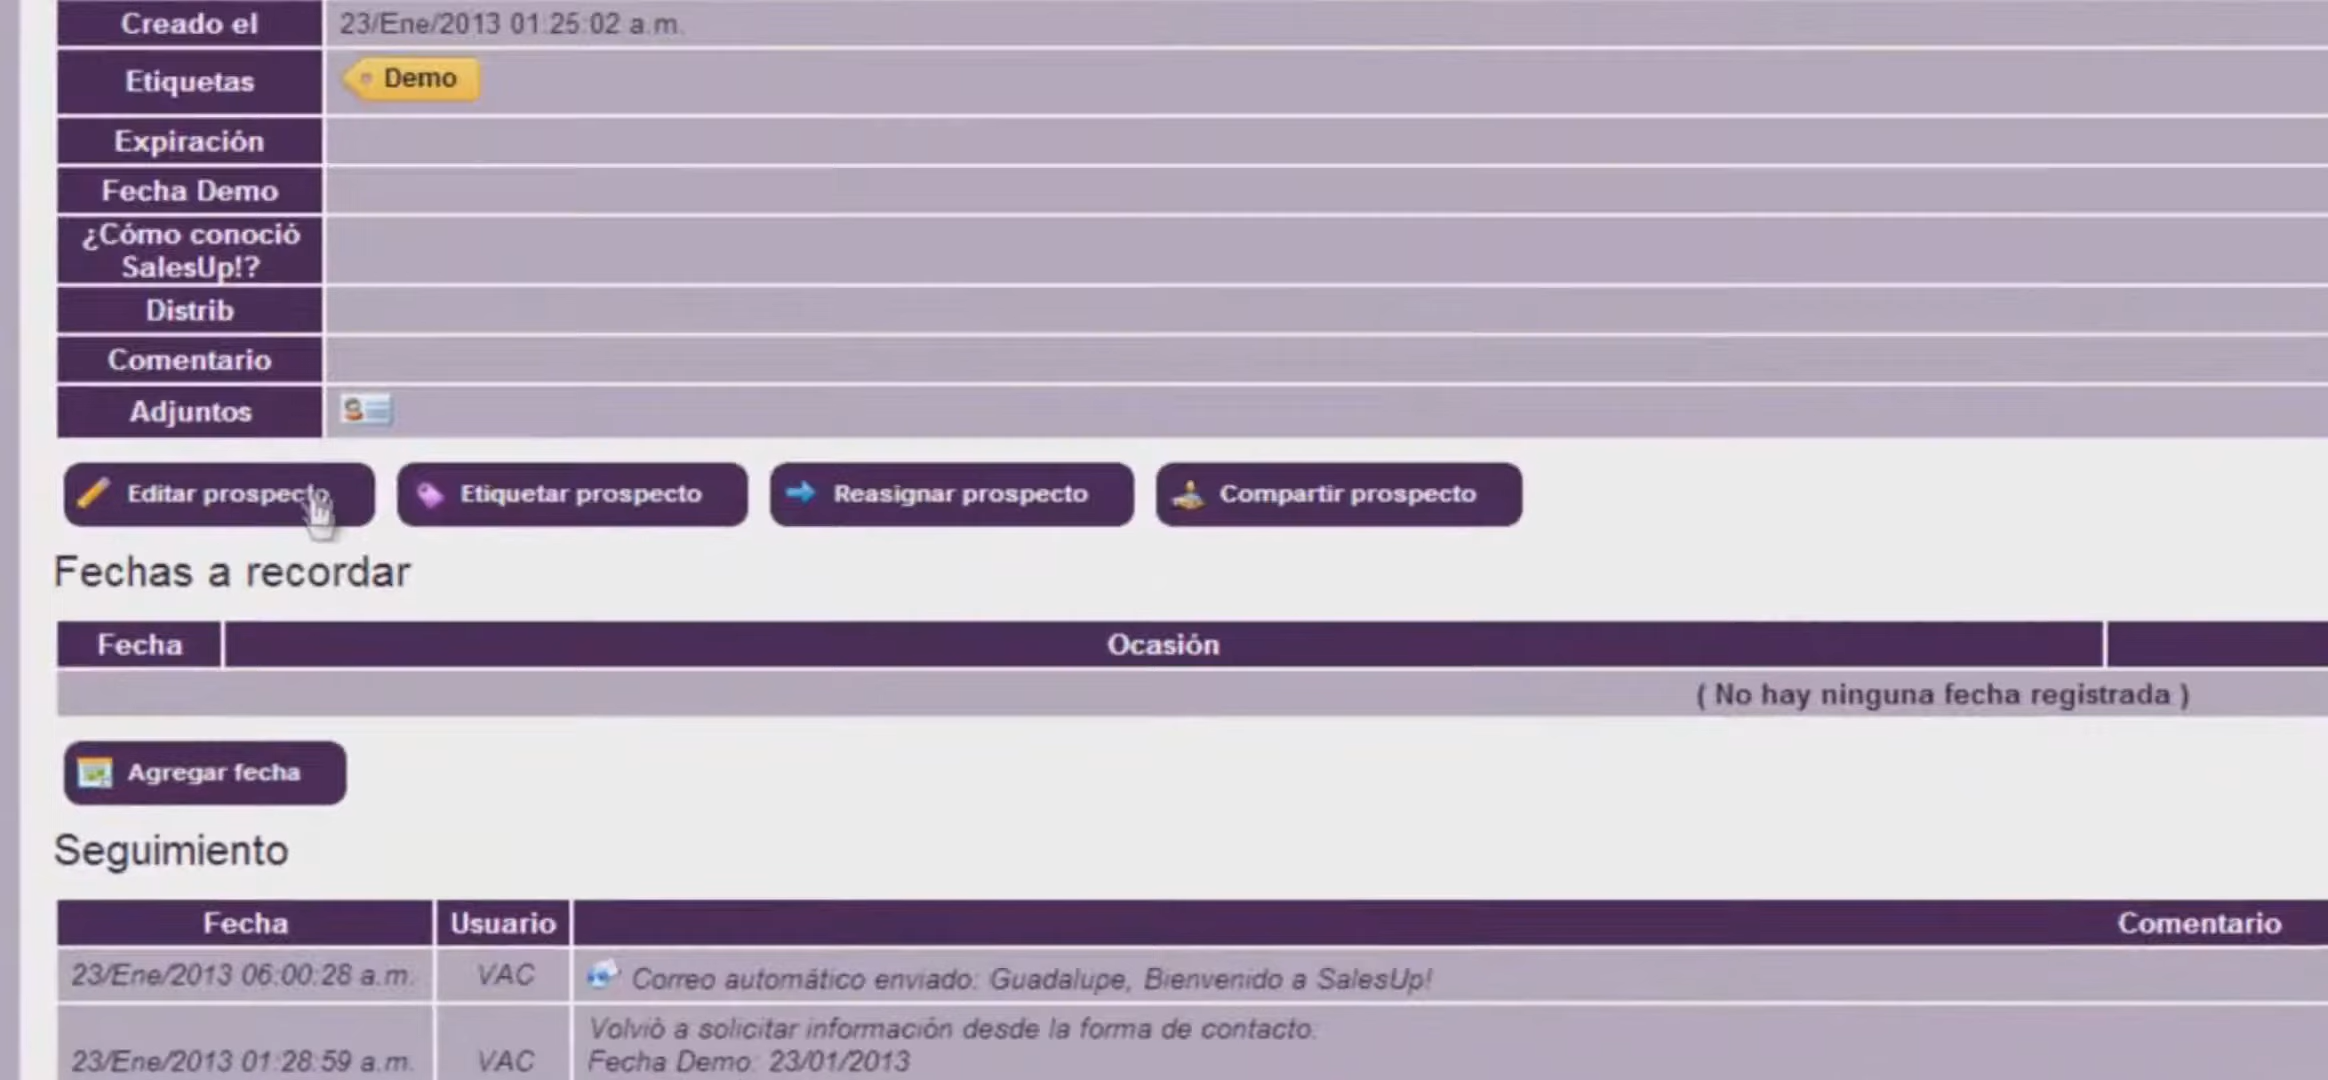 Creado el
23/Ene/2013 01:25:02 a.m.
Etiquetas
Demo
Expiración
Fecha Demo
¿Cómo conoció
SalesUp!?
Distrib
Comentario
Adjuntos
Editar prospecto
Etiquetar prospecto
Reasignar prospecto
Compartir prospecto
Fechas a recordar
Fecha
Ocasión
( No hay ninguna fecha registrada )
Agregar fecha
Seguimiento
Fecha
Usuario
Comentario
23/Ene/2013 06:00:28 a.m.
VAC
Correo automático enviado: Guadalupe, Bienvenido a SalesUp!
Volvió a solicitar información desde la forma de contacto.
23/Ene/2013 01:28:59 a.m.
VAC
Fecha Demo: 23/01/2013